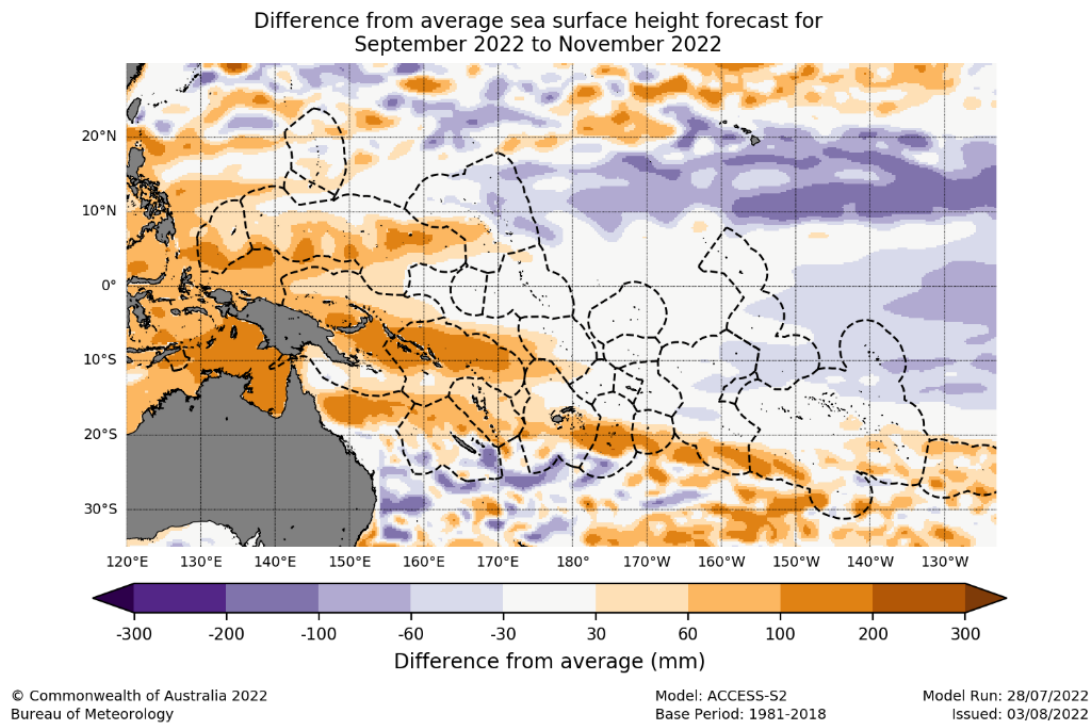 Difference from average sea surface height forecast for
September 2022 to November 2022
20°N
10°N
0°
10°S
20°S
30°S
120°E 130°E 140°E 150°E 160°E 170°E 180° 170°W 160°W 150°W 140°W 130°W
-300 -200 -100 -60 -30 30 60 100 200 300
Difference from average (mm)
© Commonwealth of Australia 2022 Model: ACCESS-S2 Model Run: 28/07/2022
Bureau of Meteorology Base Period: 1981-2018 Issued: 03/08/2022